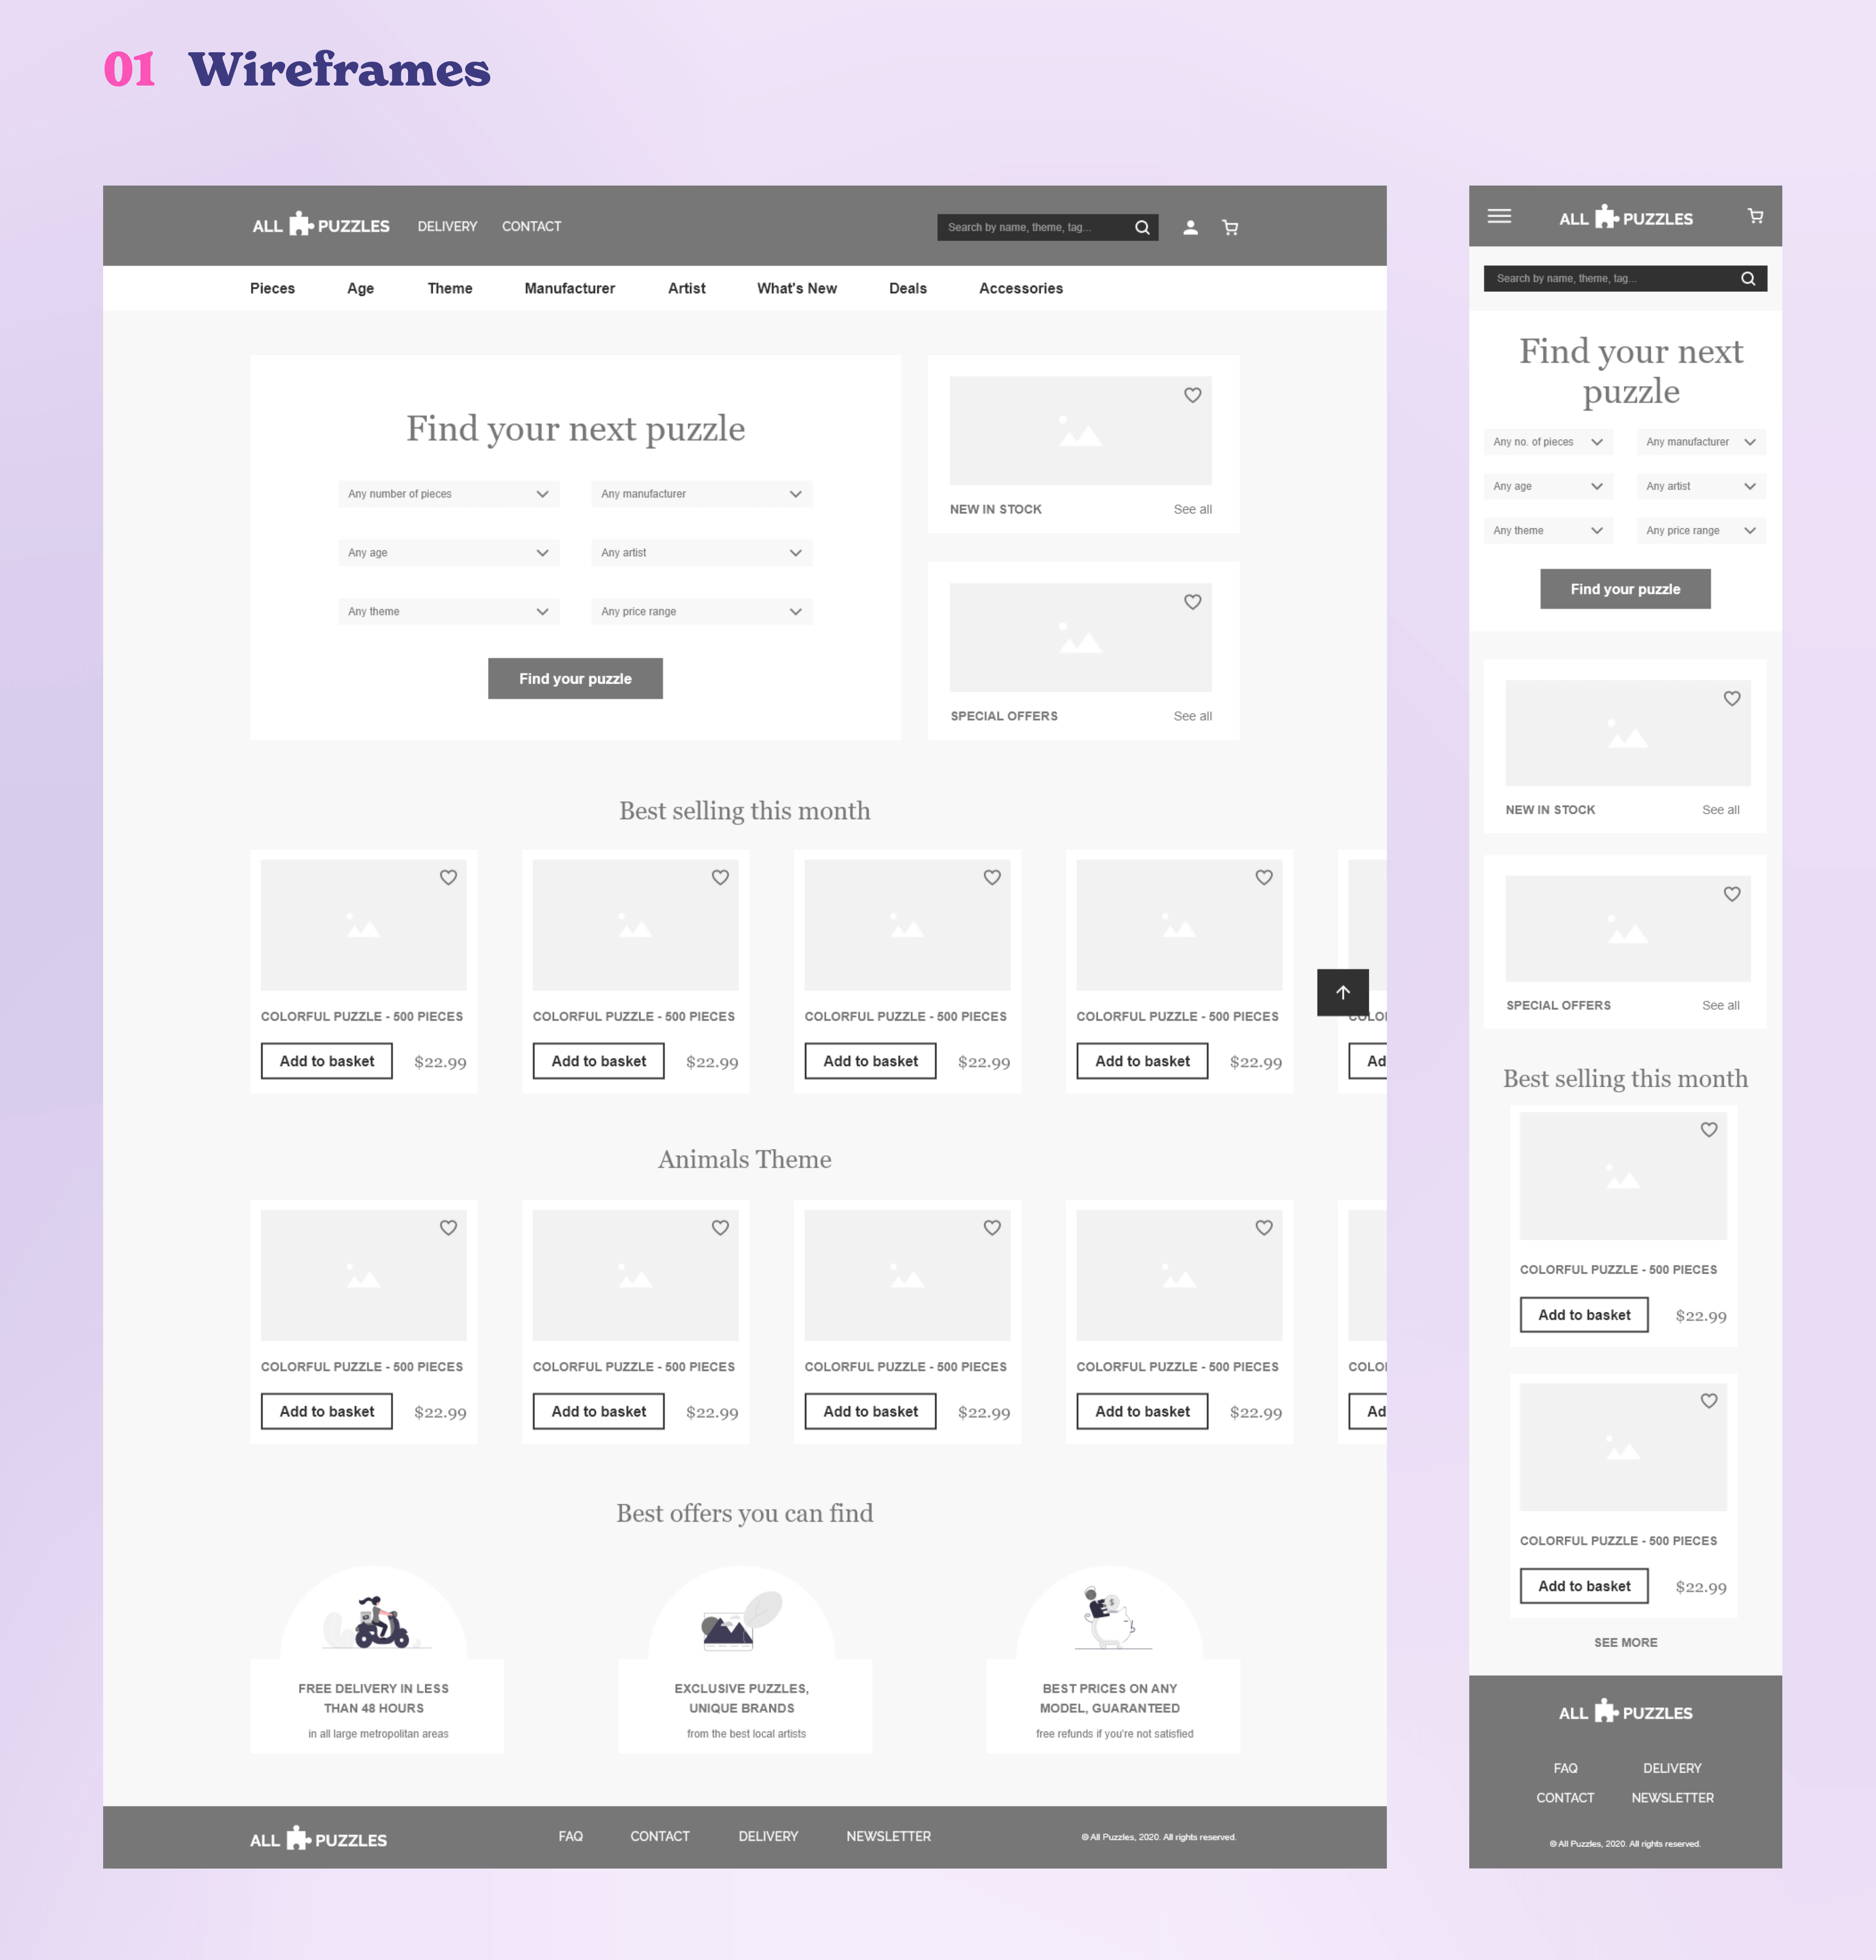 01 Wireframes
ALL PUZZLES DELIVERY CONTACT Search by name, theme, tag...
Pieces Age Theme Manufacturer Artist What's New Deals Accessories
Find your next puzzle
Any number of pieces Any manufacturer
Any age Any artist
Any theme Any price range
Find your puzzle
NEW IN STOCK See all
SPECIAL OFFERS See all
Best selling this month
COLORFUL PUZZLE - 500 PIECES COLORFUL PUZZLE - 500 PIECES COLORFUL PUZZLE - 500 PIECES COLORFUL PUZZLE - 500 PIECES COLO
Add to basket $22.99 Add to basket $22.99 Add to basket $22.99 Add to basket $22.99 Ad
Animals Theme
COLORFUL PUZZLE - 500 PIECES COLORFUL PUZZLE - 500 PIECES COLORFUL PUZZLE - 500 PIECES COLORFUL PUZZLE - 500 PIECES COLO
Add to basket $22.99 Add to basket $22.99 Add to basket $22.99 Add to basket $22.99 Ad
Best offers you can find
FREE DELIVERY IN LESS
THAN 48 HOURS
in all large metropolitan areas
EXCLUSIVE PUZZLES,
UNIQUE BRANDS
from the best local artists
$
BEST PRICES ON ANY
MODEL, GUARANTEED
free refunds if you're not satisfied
ALL PUZZLES FAQ CONTACT DELIVERY NEWSLETTER © All Puzzles, 2020. All rights reserved.
ALL PUZZLES
Search by name, theme, tag...
Find your next
puzzle
Any no. of pieces Any manufacturer
Any age Any artist
Any theme Any price range
Find your puzzle
NEW IN STOCK See all
SPECIAL OFFERS See all
Best selling this month
COLORFUL PUZZLE - 500 PIECES
Add to basket $22.99
COLORFUL PUZZLE - 500 PIECES
Add to basket $22.99
SEE MORE
ALL PUZZLES
FAQ DELIVERY
CONTACT NEWSLETTER
© All Puzzles, 2020. All rights reserved.